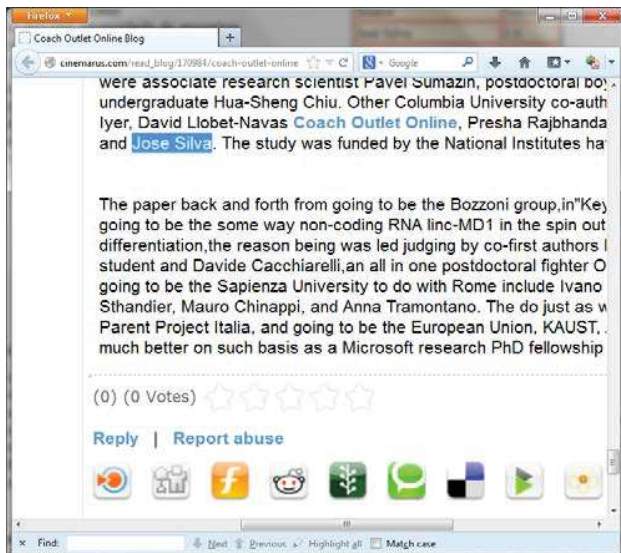 Firefox
Coach Outlet Online Blog
cinemarus.com/read_blog/170984/coach-outlet-online
Google
were associate research scientist Pavel Sumazin, postdoctoral boy
undergraduate Hua-Sheng Chiu. Other Columbia University co-auth
Iyer, David Llobet-Navas Coach Outlet Online, Presha Rajbhanda
and Jose Silva. The study was funded by the National Institutes ha
The paper back and forth from going to be the Bozzoni group,in"Key
going to be the some way non-coding RNA linc-MD1 in the spin out
differentiation,the reason being was led judging by co-first authors
student and Davide Cacchiarelli,an all in one postdoctoral fighter O
going to be the Sapienza University to do with Rome include Ivano
Sthandier, Mauro Chinappi, and Anna Tramontano. The do just as w
Parent Project Italia, and going to be the European Union, KAUST,
much better on such basis as a Microsoft research PhD fellowship
(0) (0 Votes)
Reply | Report abuse
× Find: Next Previous Highlight all Match case